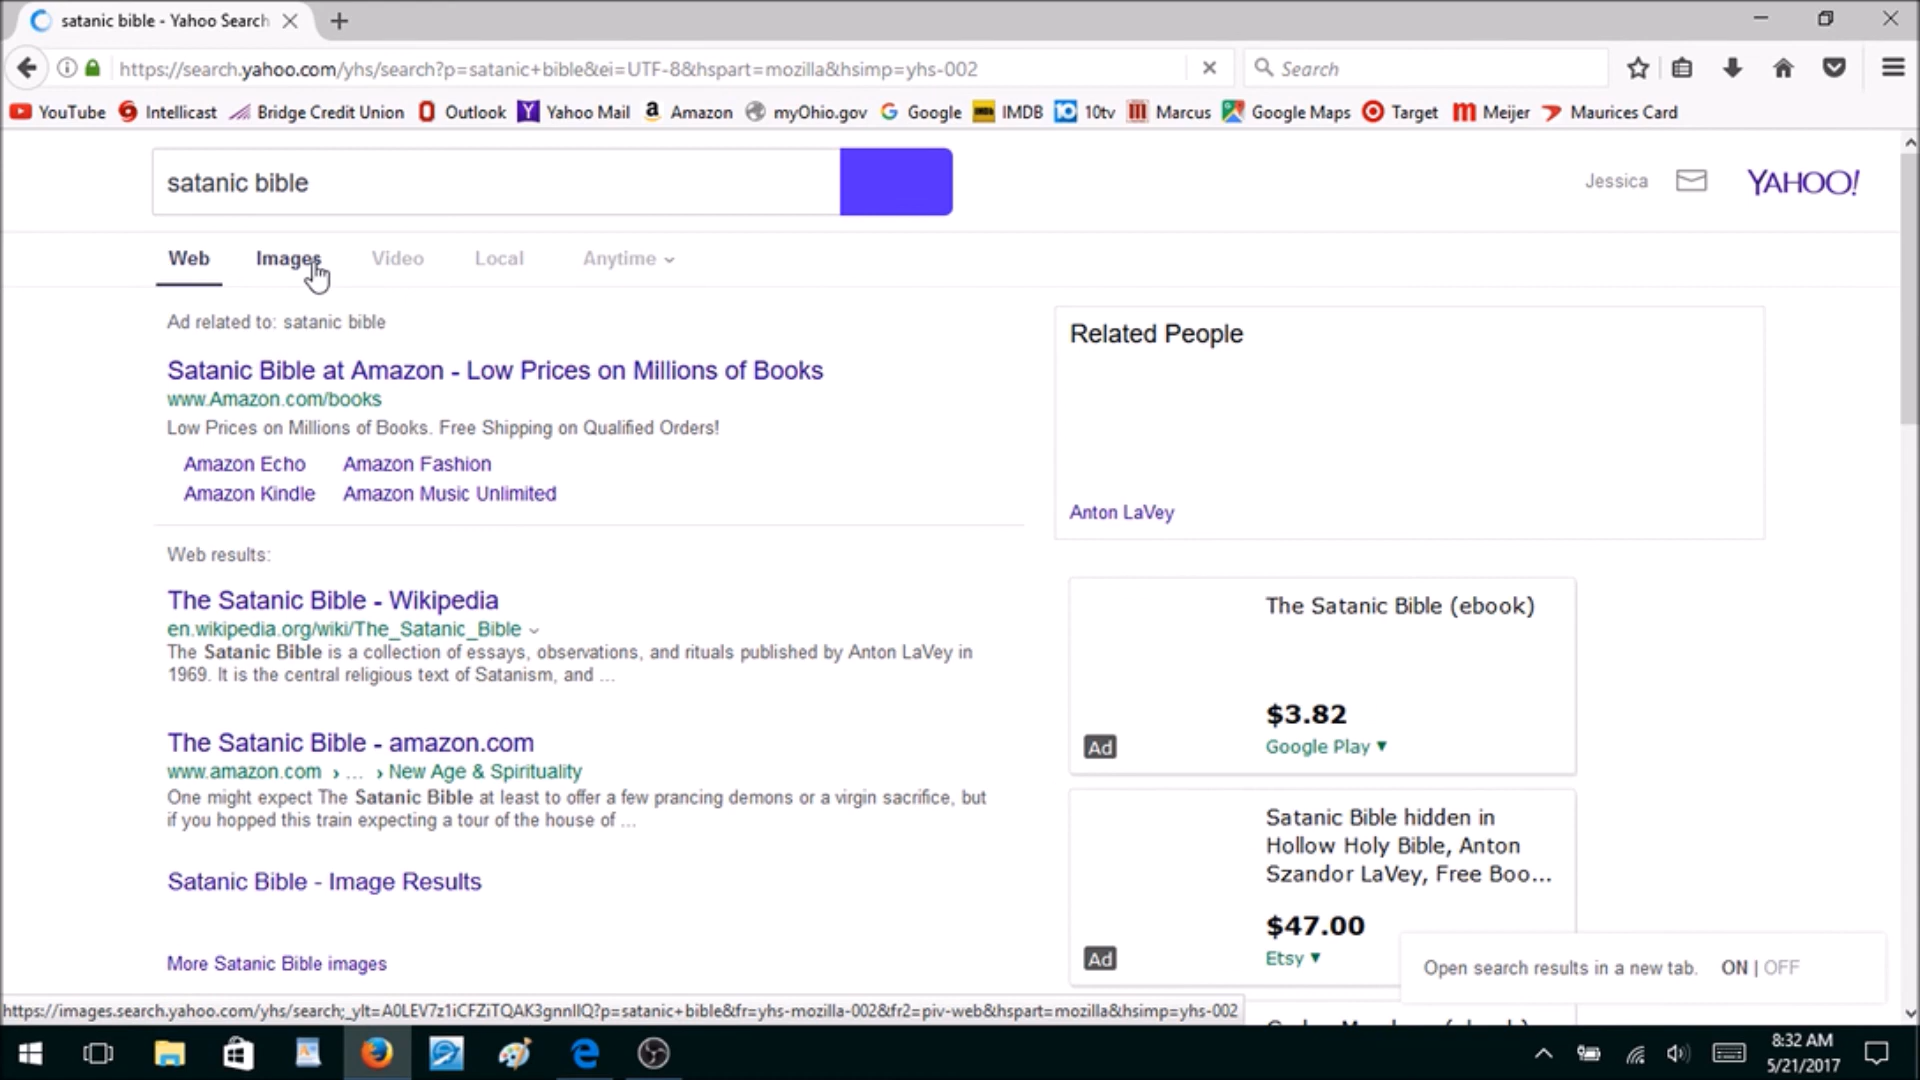 satanic bible - Yahoo Search
https://search.yahoo.com/yhs/search?p=satanic+bible&ei=UTF-8&hspart=mozilla&hsimp=yhs-002
Search
YouTube Intellicast Bridge Credit Union Outlook Yahoo Mail Amazon myOhio.gov Google IMDB 10tv Marcus Google Maps Target Meijer Maurices Card
satanic bible
Jessica YAHOO!
Web Images Video Local Anytime
Ad related to: satanic bible
Satanic Bible at Amazon - Low Prices on Millions of Books
www.Amazon.com/books
Low Prices on Millions of Books. Free Shipping on Qualified Orders!
Amazon Echo Amazon Fashion
Amazon Kindle Amazon Music Unlimited
Web results:
The Satanic Bible - Wikipedia
en.wikipedia.org/wiki/The_Satanic_Bible
The Satanic Bible is a collection of essays, observations, and rituals published by Anton LaVey in
1969. It is the central religious text of Satanism, and ...
The Satanic Bible - amazon.com
www.amazon.com › ... › New Age & Spirituality
One might expect The Satanic Bible at least to offer a few prancing demons or a virgin sacrifice, but
if you hopped this train expecting a tour of the house of ...
Satanic Bible - Image Results
More Satanic Bible images
Related People
Anton LaVey
The Satanic Bible (ebook)
$3.82
Ad
Google Play
Satanic Bible hidden in
Hollow Holy Bible, Anton
Szandor LaVey, Free Boo...
$47.00
Ad
Etsy
Open search results in a new tab. ON | OFF
https://images.search.yahoo.com/yhs/search;_ylt=A0LEV7z1iCFZiTQAK3gnnIlQ?p=satanic+bible&fr=yhs-mozilla-002&fr2=piv-web&hspart=mozilla&hsimp=yhs-002
8:32 AM
5/21/2017